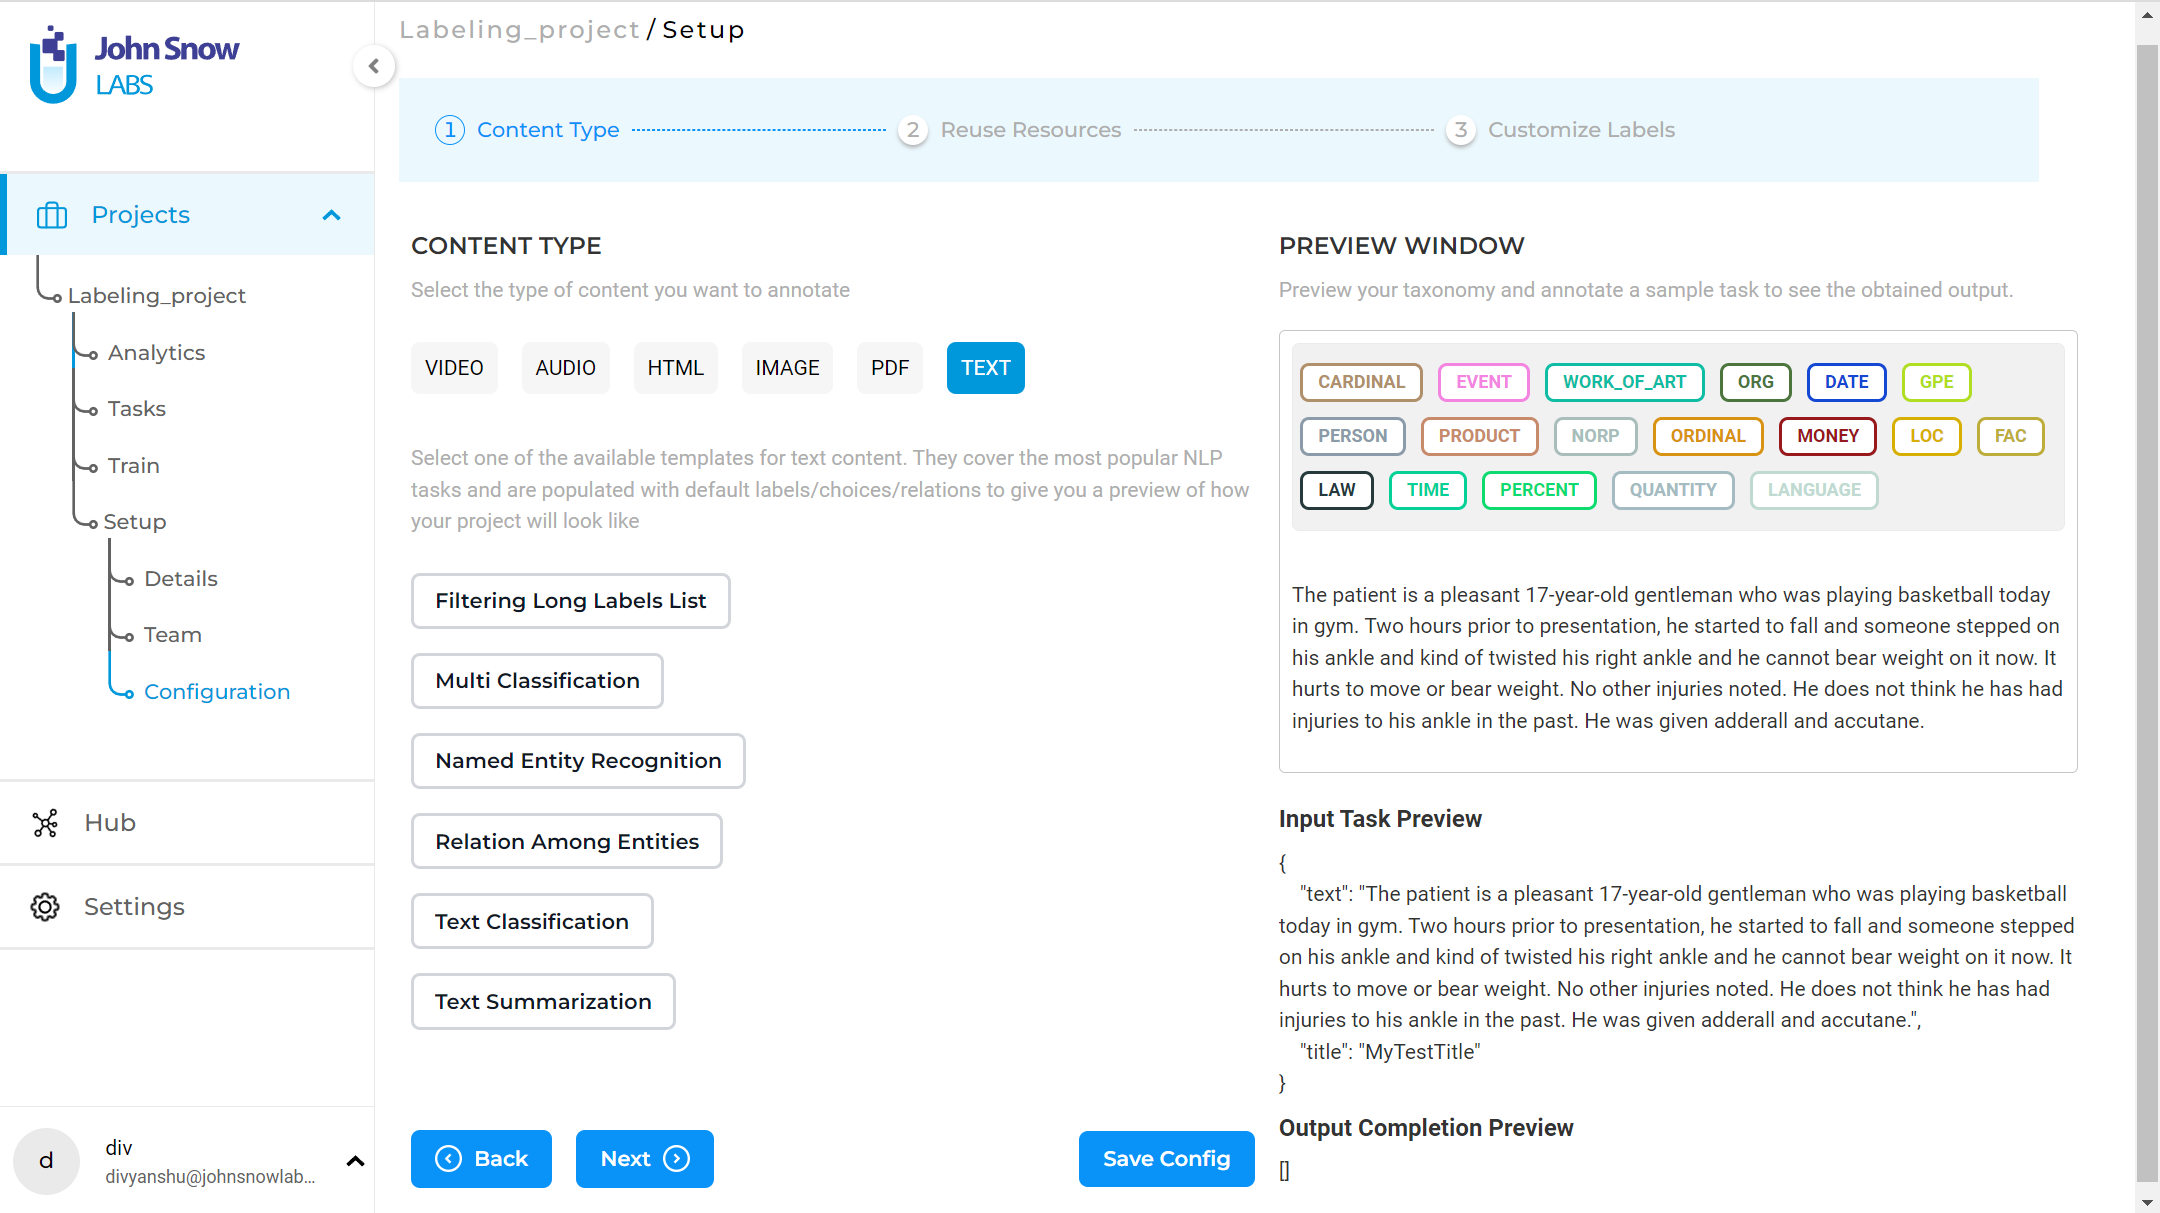 John Snow
LABS
Projects
Labeling_project
Analytics
Tasks
Train
Setup
Details
Team
Configuration
Hub
Settings
d
div
divyanshu@johnsnowlab...
Labeling_project / Setup
1 Content Type
2 Reuse Resources
3 Customize Labels
CONTENT TYPE
Select the type of content you want to annotate
VIDEO AUDIO HTML IMAGE PDF TEXT
Select one of the available templates for text content. They cover the most popular NLP
tasks and are populated with default labels/choices/relations to give you a preview of how
your project will look like
Filtering Long Labels List
Multi Classification
Named Entity Recognition
Relation Among Entities
Text Classification
Text Summarization
Back Next Save Config
PREVIEW WINDOW
Preview your taxonomy and annotate a sample task to see the obtained output.
CARDINAL EVENT WORK_OF_ART ORG DATE GPE
PERSON PRODUCT NORP ORDINAL MONEY LOC FAC
LAW TIME PERCENT QUANTITY LANGUAGE
The patient is a pleasant 17-year-old gentleman who was playing basketball today
in gym. Two hours prior to presentation, he started to fall and someone stepped on
his ankle and kind of twisted his right ankle and he cannot bear weight on it now. It
hurts to move or bear weight. No other injuries noted. He does not think he has had
injuries to his ankle in the past. He was given adderall and accutane.
Input Task Preview
{
"text": "The patient is a pleasant 17-year-old gentleman who was playing basketball
today in gym. Two hours prior to presentation, he started to fall and someone stepped
on his ankle and kind of twisted his right ankle and he cannot bear weight on it now. It
hurts to move or bear weight. No other injuries noted. He does not think he has had
injuries to his ankle in the past. He was given adderall and accutane.",
"title": "MyTestTitle"
}
Output Completion Preview
[]